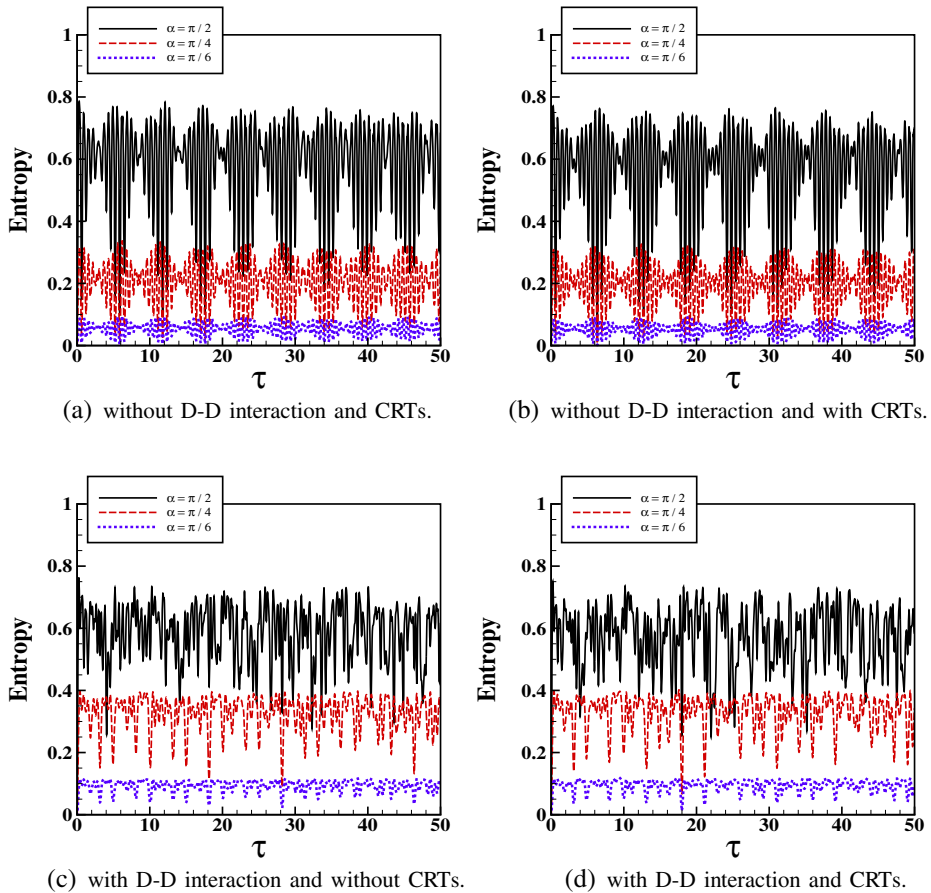 α = π / 2
α = π / 4
α = π / 6
Entropy
1
0.8
0.6
0.4
0.2
0
0 10 20 30 40 50
τ
(a) without D-D interaction and CRTs.
α = π / 2
α = π / 4
α = π / 6
Entropy
1
0.8
0.6
0.4
0.2
0
0 10 20 30 40 50
τ
(b) without D-D interaction and with CRTs.
α = π / 2
α = π / 4
α = π / 6
Entropy
1
0.8
0.6
0.4
0.2
0
0 10 20 30 40 50
τ
(c) with D-D interaction and without CRTs.
α = π / 2
α = π / 4
α = π / 6
Entropy
1
0.8
0.6
0.4
0.2
0
0 10 20 30 40 50
τ
(d) with D-D interaction and CRTs.